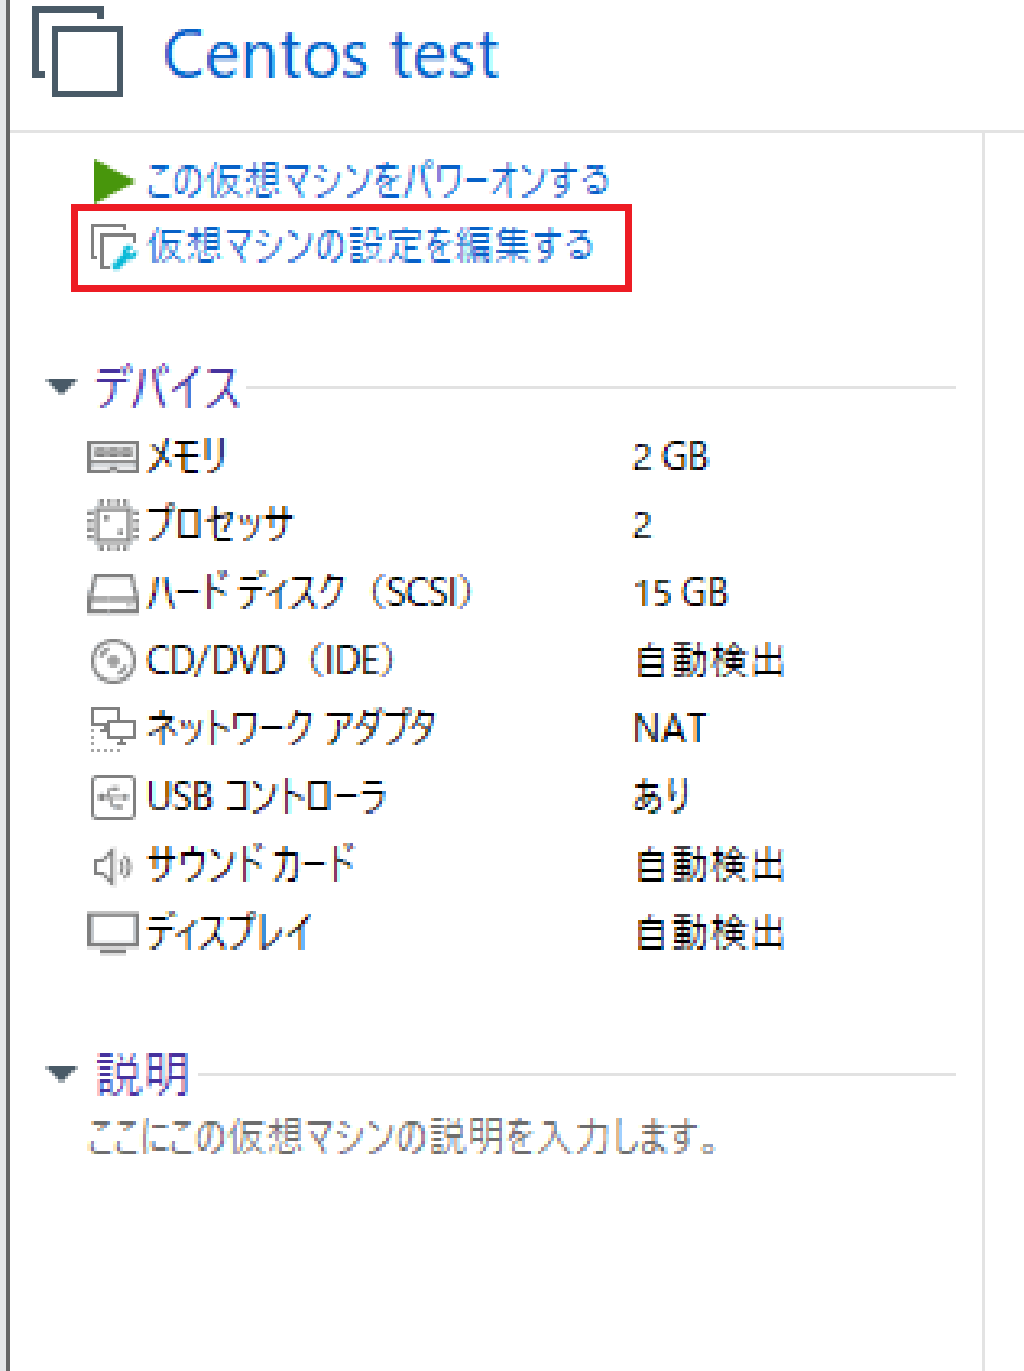 Centos test
この仮想マシンをパワーオンする
仮想マシンの設定を編集する
デバイス
メモリ 2 GB
プロセッサ 2
ハード ディスク（SCSI） 15 GB
CD/DVD（IDE） 自動検出
ネットワーク アダプタ NAT
USB コントローラ あり
サウンド カード 自動検出
ディスプレイ 自動検出
説明
ここにこの仮想マシンの説明を入力します。